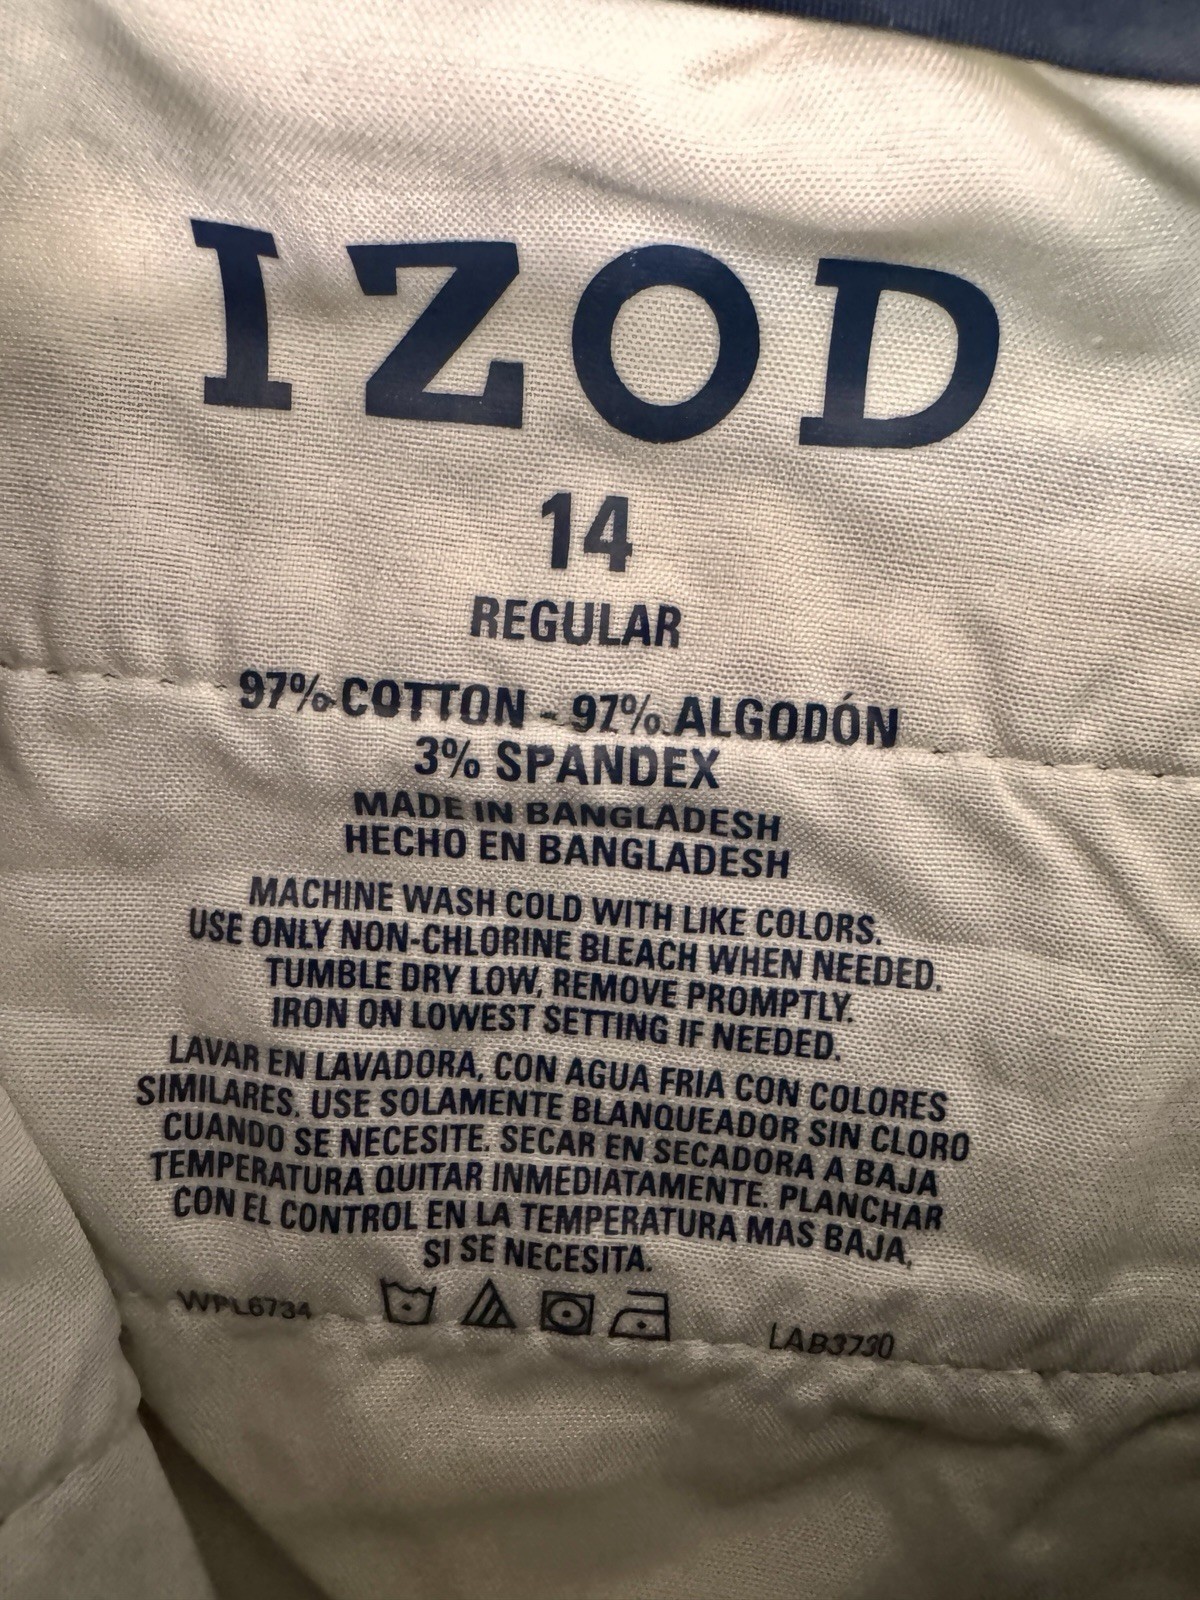 IZOD
14
REGULAR
97% COTTON - 97% ALGODÓN
3% SPANDEX
MADE IN BANGLADESH
HECHO EN BANGLADESH
MACHINE WASH COLD WITH LIKE COLORS.
USE ONLY NON-CHLORINE BLEACH WHEN NEEDED.
TUMBLE DRY LOW, REMOVE PROMPTLY.
IRON ON LOWEST SETTING IF NEEDED.
LAVAR EN LAVADORA, CON AGUA FRIA CON COLORES
SIMILARES. USE SOLAMENTE BLANQUEADOR SIN CLORO
CUANDO SE NECESITE. SECAR EN SECADORA A BAJA
TEMPERATURA QUITAR INMEDIATAMENTE. PLANCHAR
CON EL CONTROL EN LA TEMPERATURA MAS BAJA,
SI SE NECESITA.
WPL6734 LAB3730